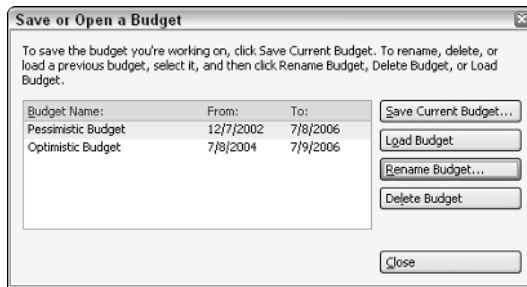 Save or Open a Budget
To save the budget you're working on, click Save Current Budget. To rename, delete, or
load a previous budget, select it, and then click Rename Budget, Delete Budget, or Load
Budget.
Budget Name: From: To:
Pessimistic Budget 12/7/2002 7/8/2006
Optimistic Budget 7/8/2004 7/9/2006
Save Current Budget...
Load Budget
Rename Budget...
Delete Budget
Close